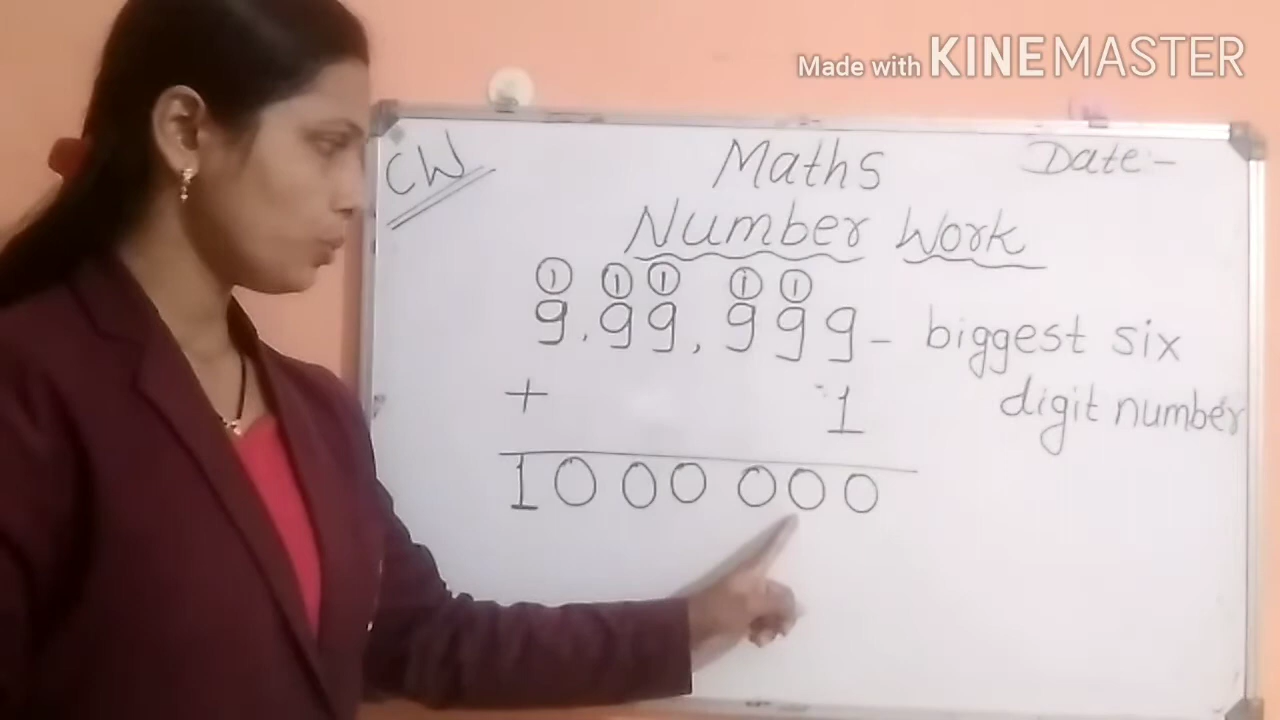 Made with KINEMASTER
CW
Maths
Date:-
Number Work
1 1 1 1 1
9,99,999 - biggest six
digit number
+ 1
1000000